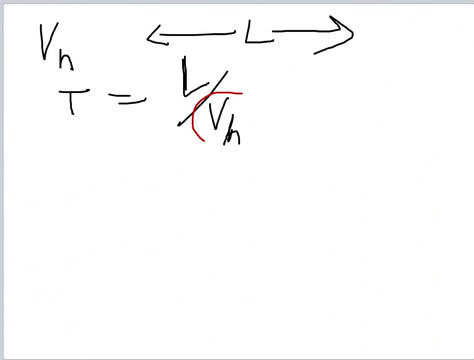 Vn ← L →
T = L/Vn